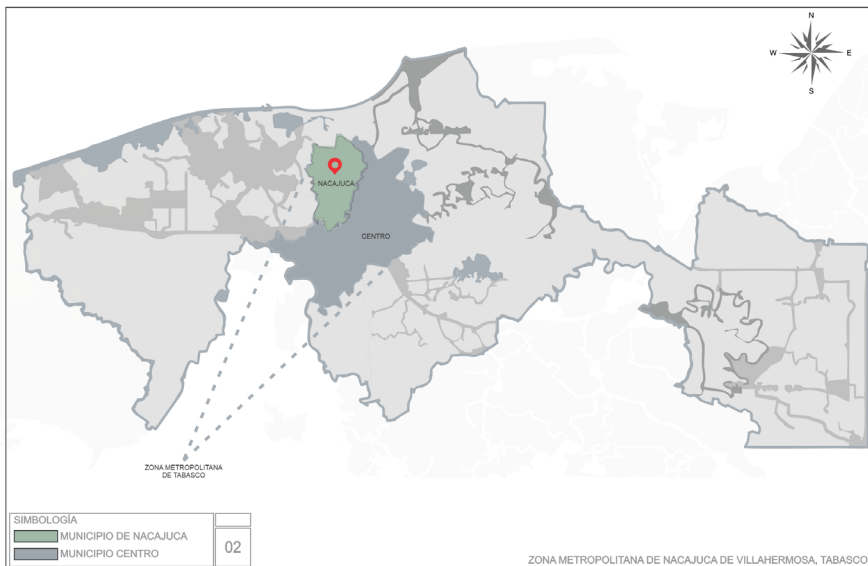 N
W
E
S
NACAJUCA
CENTRO
ZONA METROPOLITANA
DE TABASCO
SIMBOLOGÍA
MUNICIPIO DE NACAJUCA
MUNICIPIO CENTRO
02
ZONA METROPOLITANA DE NACAJUCA DE VILLAHERMOSA, TABASCO